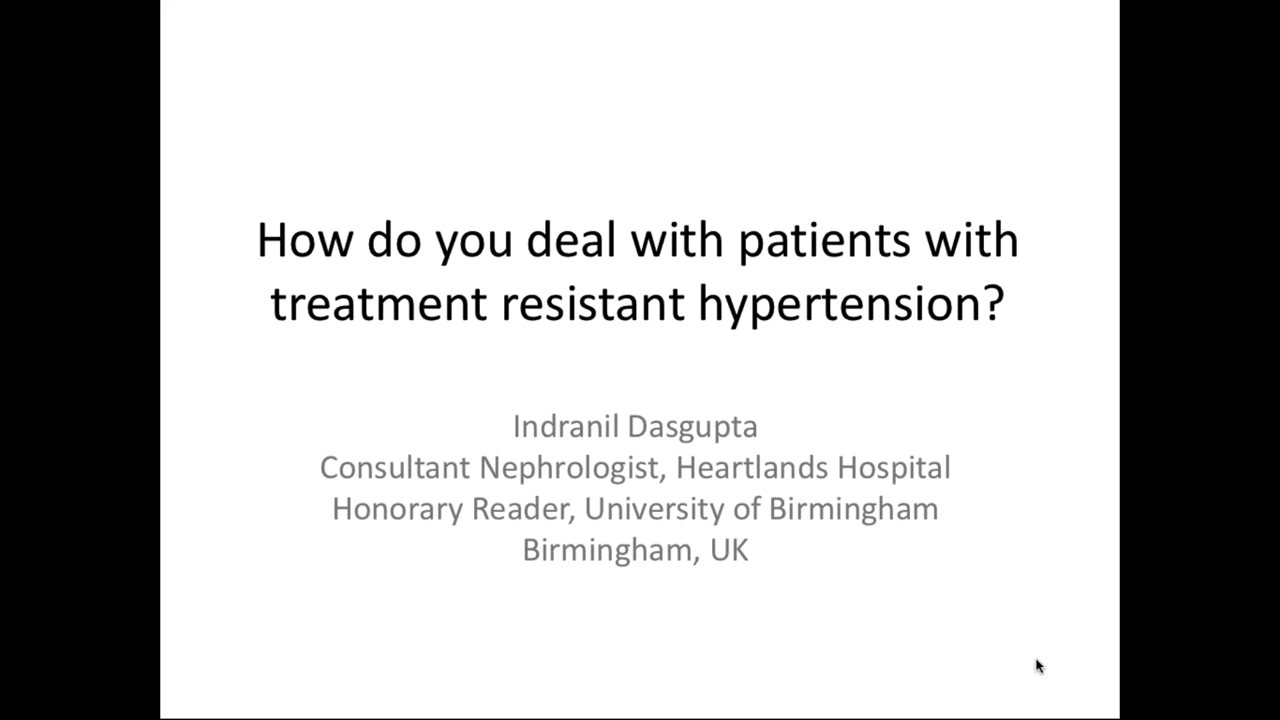 How do you deal with patients with
treatment resistant hypertension?
Indranil Dasgupta
Consultant Nephrologist, Heartlands Hospital
Honorary Reader, University of Birmingham
Birmingham, UK